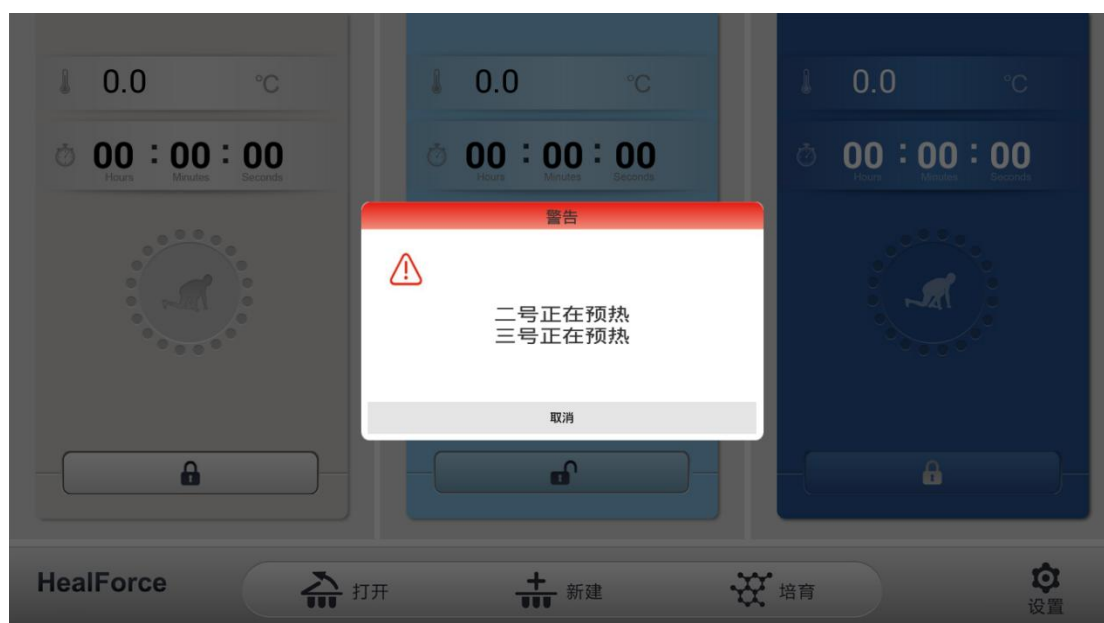 0.0 °C
00 : 00 : 00
Hours Minutes Seconds
0.0 °C
00 : 00 : 00
Hours Minutes Seconds
0.0 °C
00 : 00 : 00
Hours Minutes Seconds
警告
二号正在预热
三号正在预热
取消
HealForce
打开
新建
培育
设置